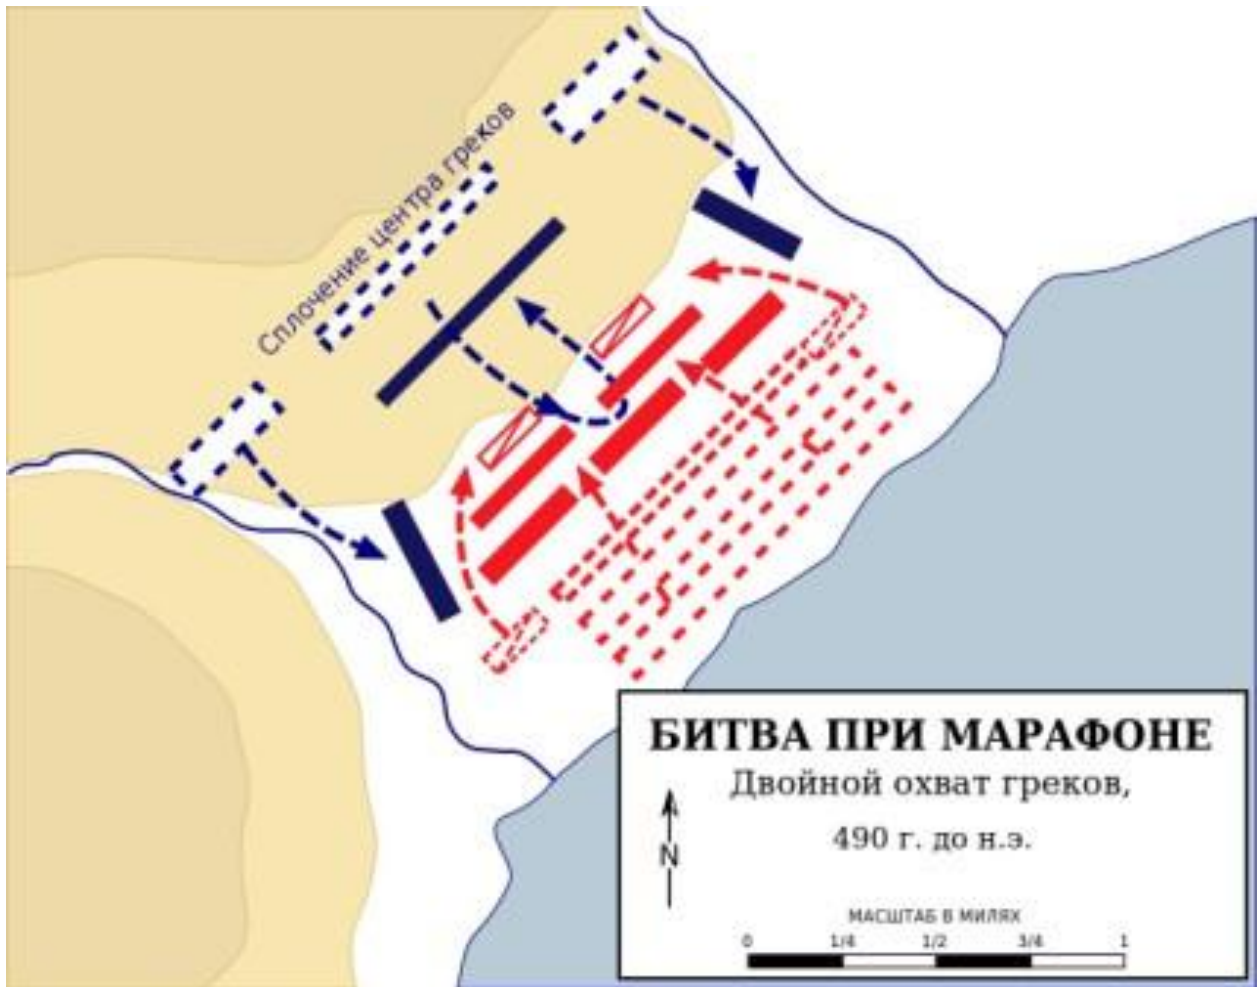 Сплочение центра греков
БИТВА ПРИ МАРАФОНЕ
Двойной охват греков,
490 г. до н.э.
N
МАСШТАБ В МИЛЯХ
0 1/4 1/2 3/4 1